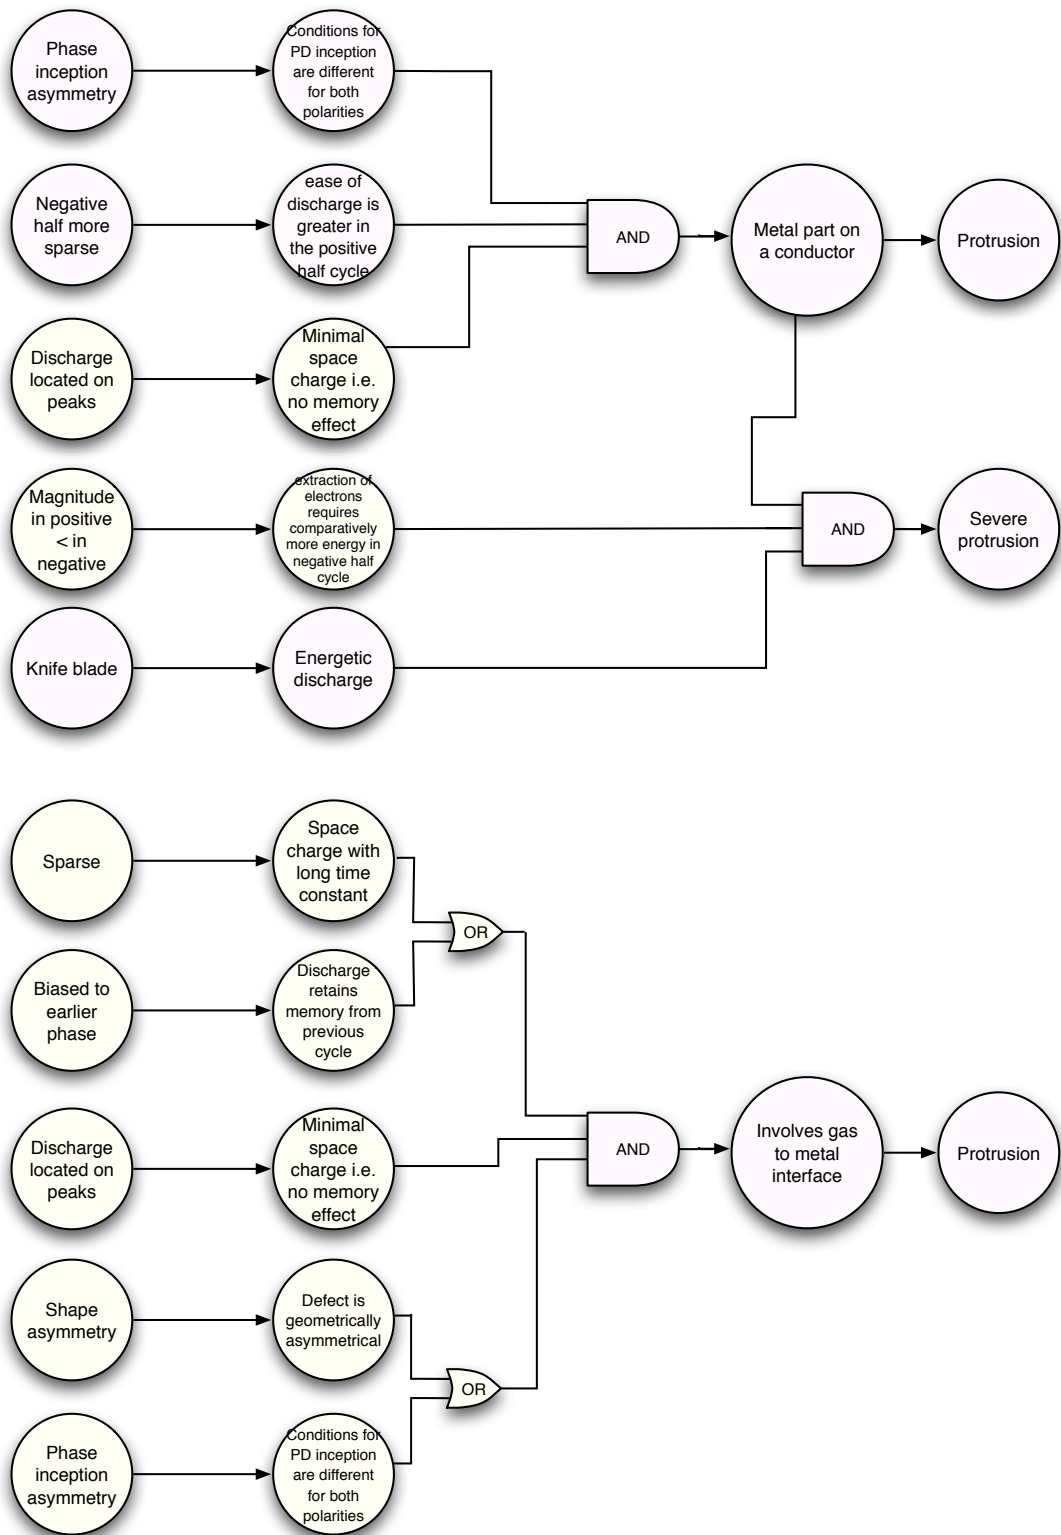 Phase
inception
asymmetry
Conditions for
PD inception
are different
for both
polarities
Negative
half more
sparse
ease of
discharge is
greater in
the positive
half cycle
AND
Metal part on
a conductor
Protrusion
Discharge
located on
peaks
Minimal
space
charge i.e.
no memory
effect
Magnitude
in positive
< in
negative
extraction of
electrons
requires
comparatively
more energy in
negative half
cycle
AND
Severe
protrusion
Knife blade
Energetic
discharge
Sparse
Space
charge with
long time
constant
OR
Biased to
earlier
phase
Discharge
retains
memory from
previous
cycle
Discharge
located on
peaks
Minimal
space
charge i.e.
no memory
effect
AND
Involves gas
to metal
interface
Protrusion
Shape
asymmetry
Defect is
geometrically
asymmetrical
OR
Phase
inception
asymmetry
Conditions for
PD inception
are different
for both
polarities